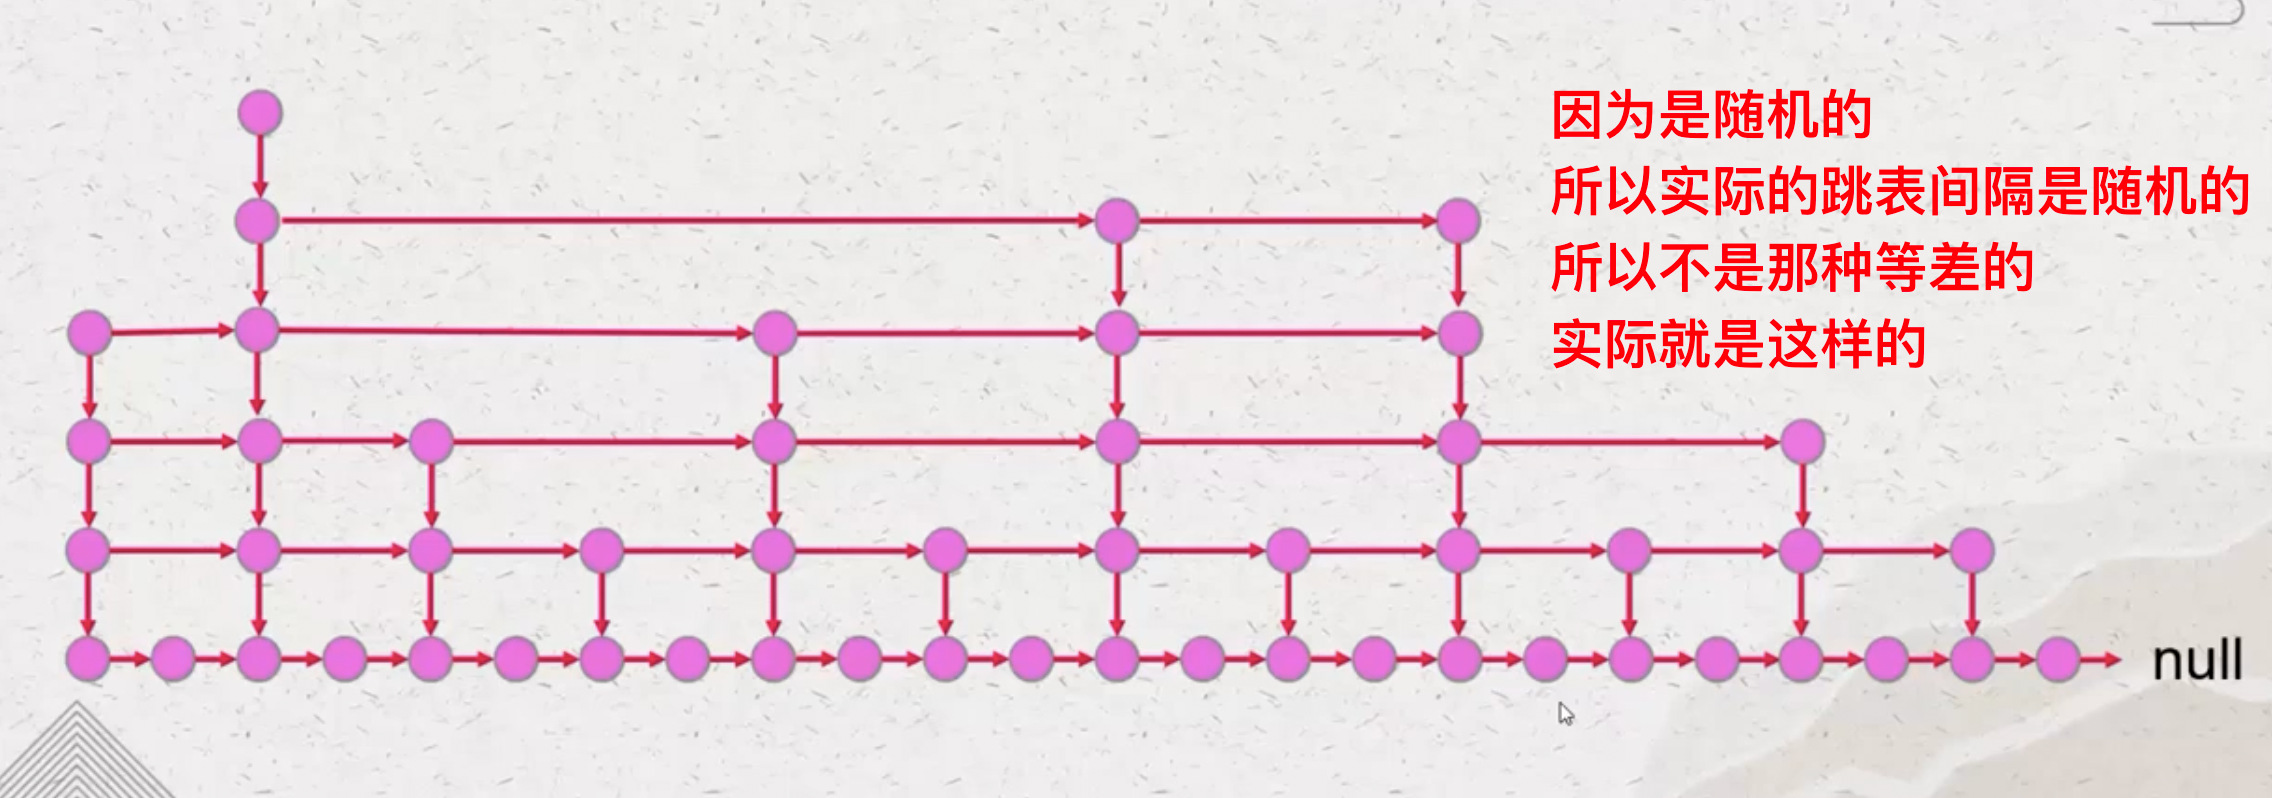 因为是随机的
所以实际的跳表间隔是随机的
所以不是那种等差的
实际就是这样的
null